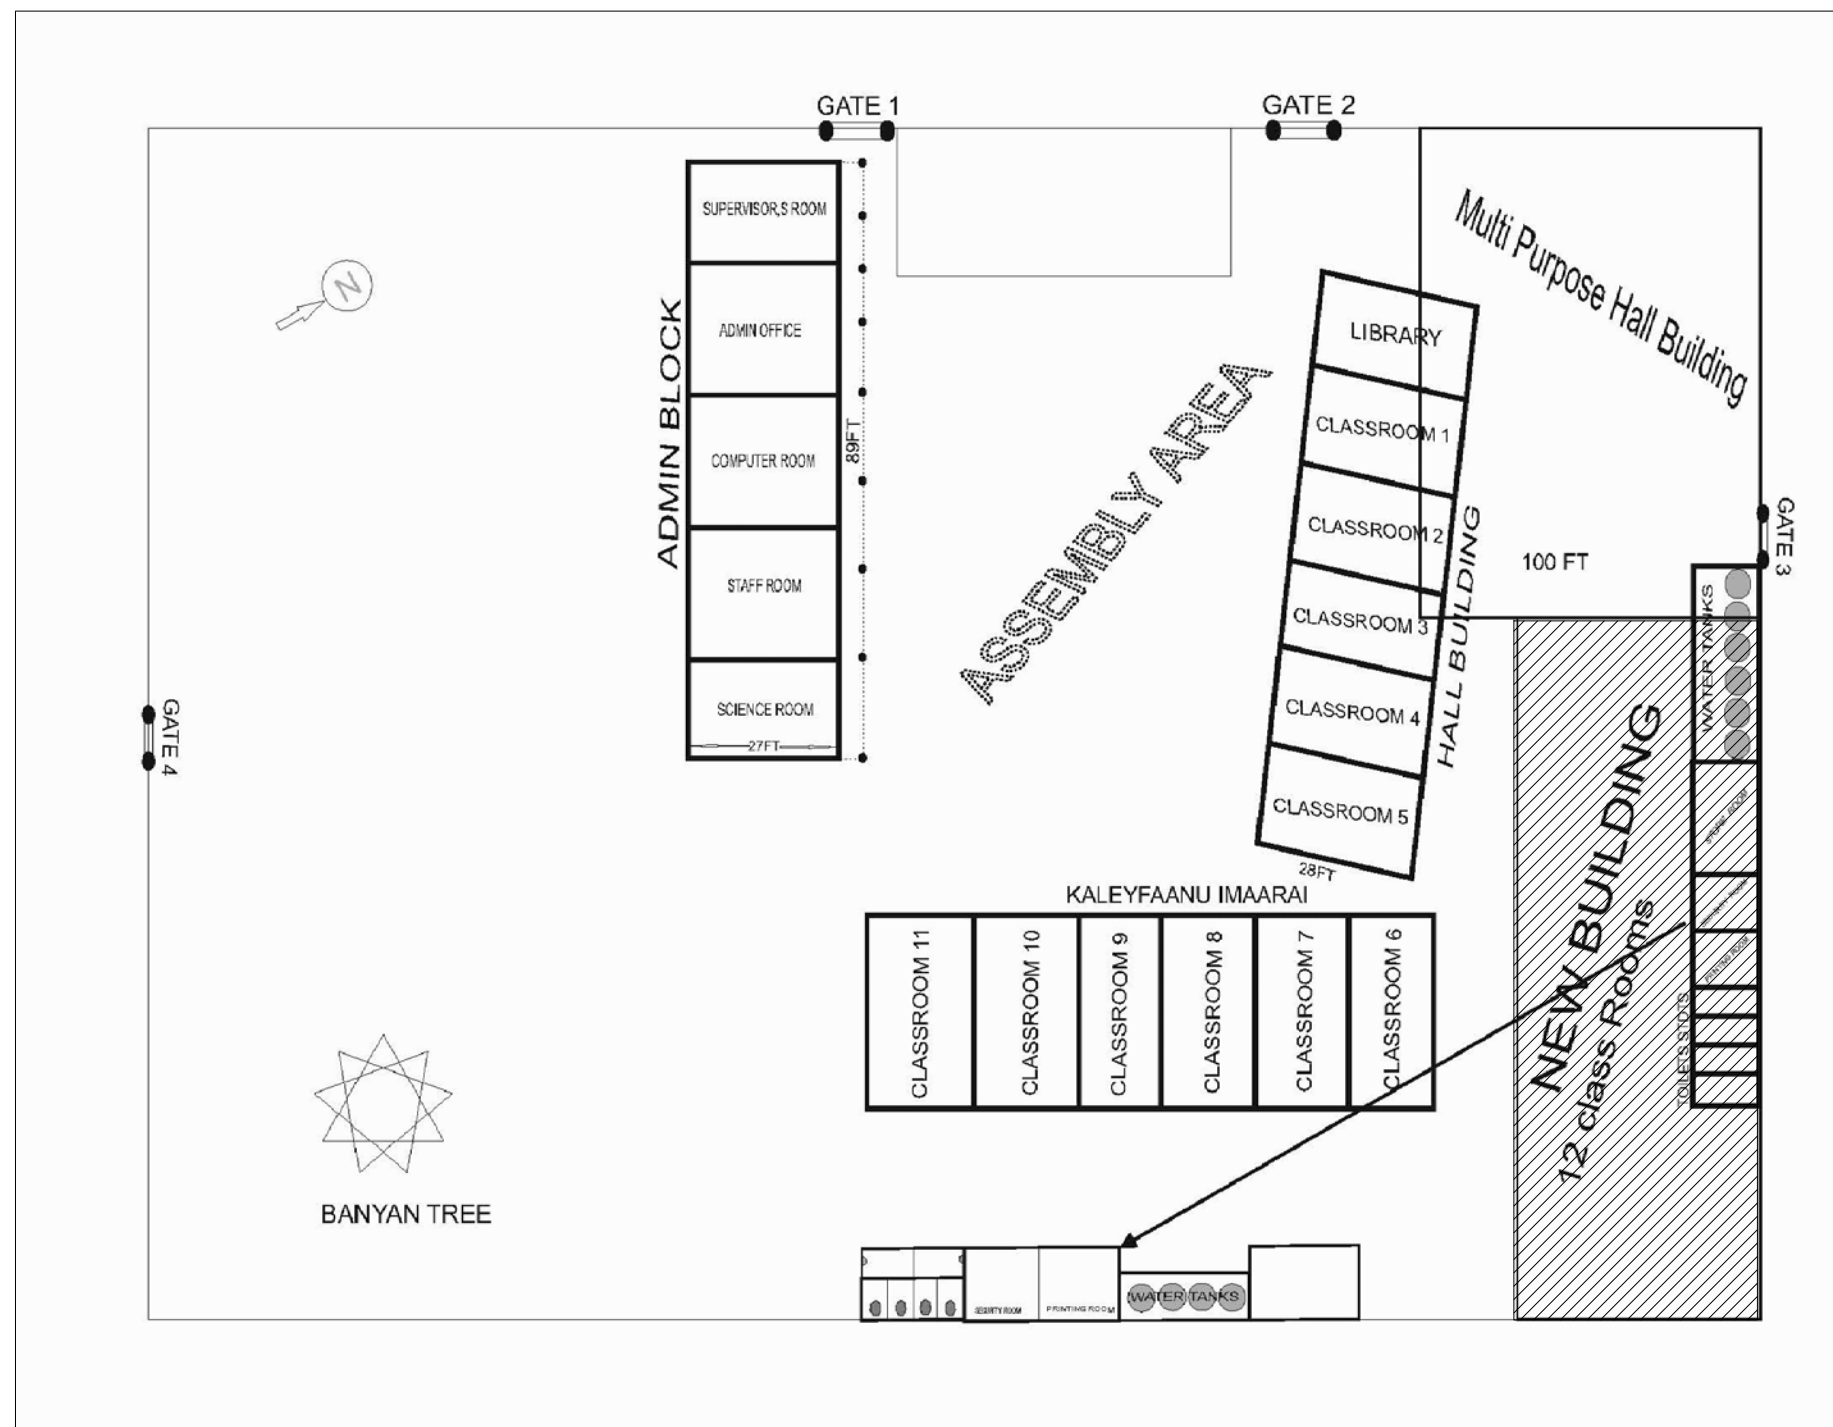 GATE 1
GATE 2
SUPERVISOR,S ROOM
ADMIN OFFICE
COMPUTER ROOM
STAFF ROOM
SCIENCE ROOM
27FT
ADMIN BLOCK
89FT
N
ASSEMBLY AREA
Multi Purpose Hall Building
LIBRARY
CLASSROOM 1
CLASSROOM 2
CLASSROOM 3
CLASSROOM 4
CLASSROOM 5
28FT
HALL BUILDING
100 FT
GATE 3
WATER TANKS
GATE 4
NEW BUILDING
12 class Rooms
TOILETS STDTS
KALEYFAANU IMAARAI
CLASSROOM 11
CLASSROOM 10
CLASSROOM 9
CLASSROOM 8
CLASSROOM 7
CLASSROOM 6
BANYAN TREE
PRINTING ROOM
WATER TANKS